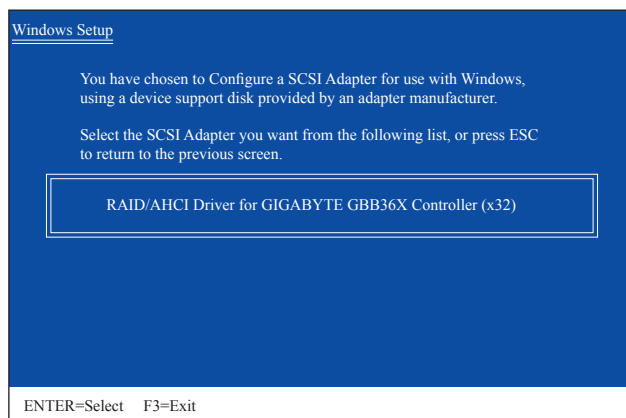 Windows Setup
You have chosen to Configure a SCSI Adapter for use with Windows,
using a device support disk provided by an adapter manufacturer.
Select the SCSI Adapter you want from the following list, or press ESC
to return to the previous screen.
RAID/AHCI Driver for GIGABYTE GBB36X Controller (x32)
ENTER=Select F3=Exit